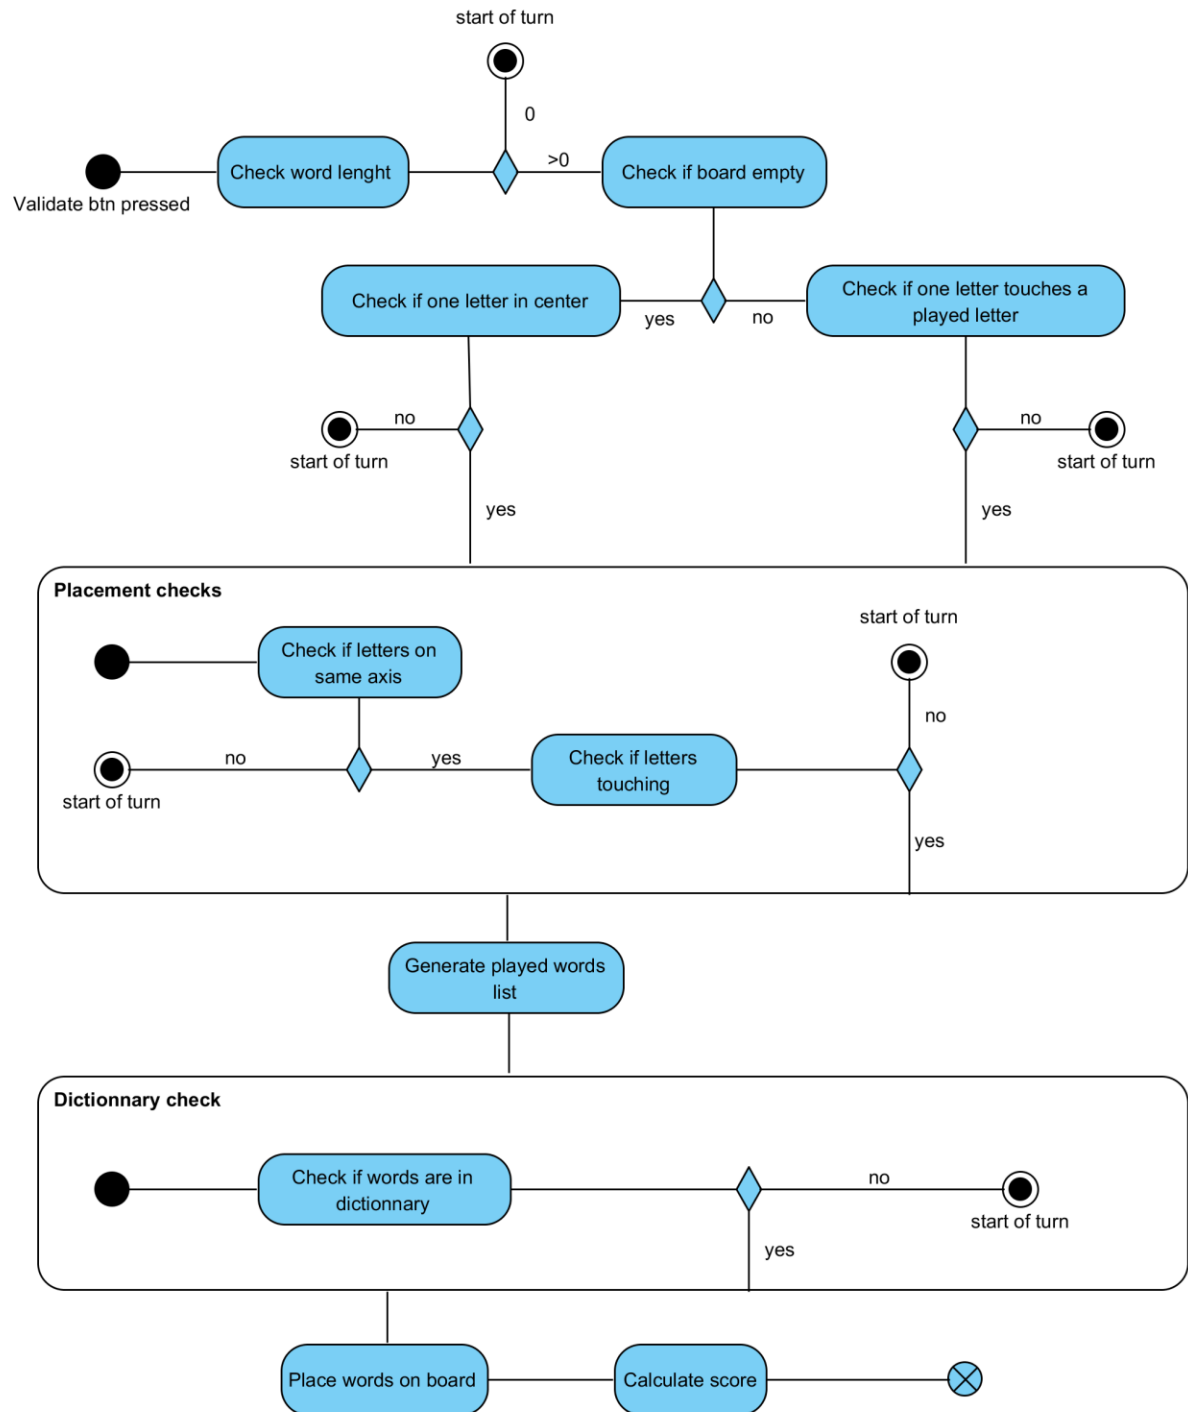 start of turn
0
Check word lenght
>0
Check if board empty
Validate btn pressed
Check if one letter in center
yes
no
Check if one letter touches a
played letter
no
start of turn
no
start of turn
yes
yes
Placement checks
start of turn
Check if letters on
same axis
no
no
start of turn
yes
Check if letters
touching
yes
Generate played words
list
Dictionnary check
Check if words are in
dictionnary
no
start of turn
yes
Place words on board
Calculate score